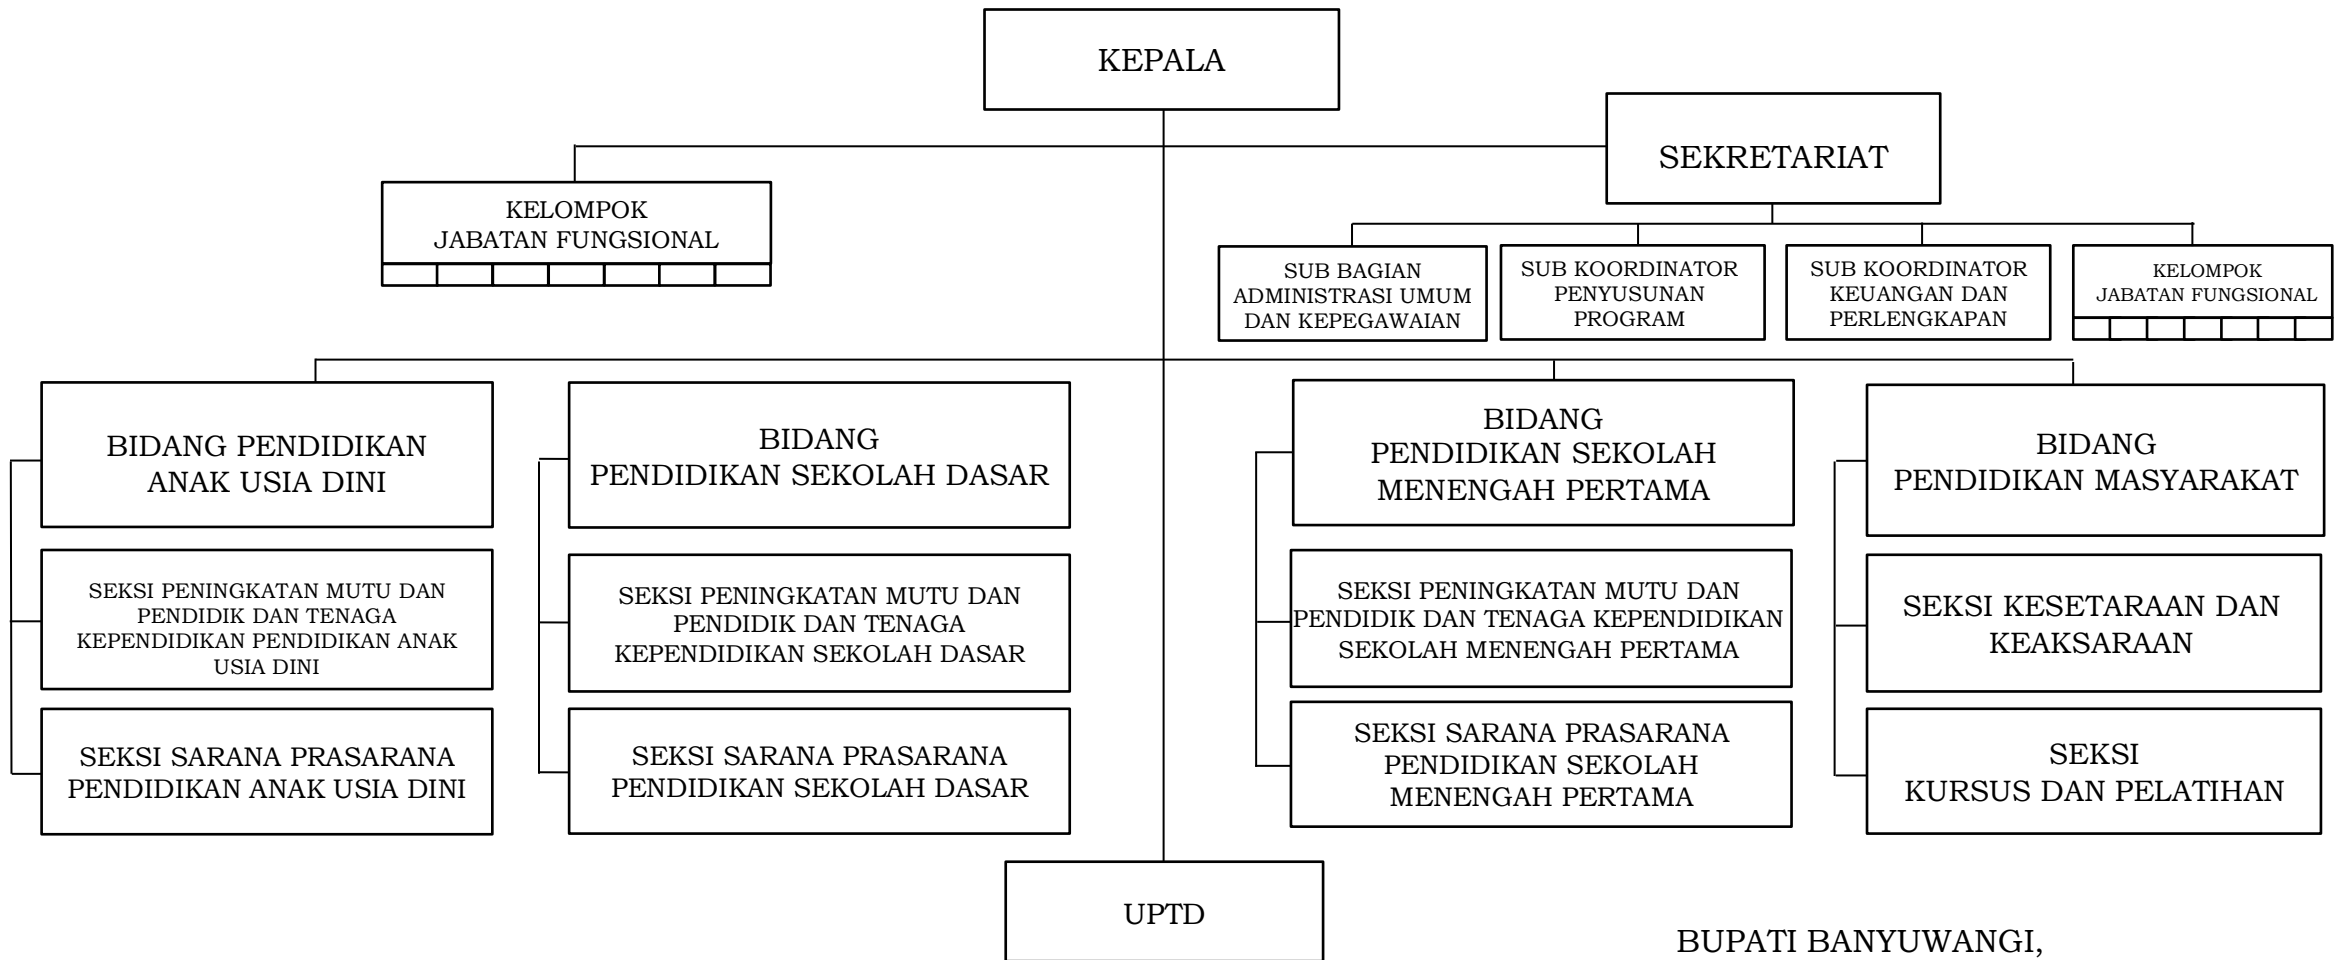 KEPALA
SEKRETARIAT
KELOMPOK
JABATAN FUNGSIONAL
SUB BAGIAN
ADMINISTRASI UMUM
DAN KEPEGAWAIAN
SUB KOORDINATOR
PENYUSUNAN
PROGRAM
SUB KOORDINATOR
KEUANGAN DAN
PERLENGKAPAN
KELOMPOK
JABATAN FUNGSIONAL
BIDANG PENDIDIKAN
ANAK USIA DINI
BIDANG
PENDIDIKAN SEKOLAH DASAR
BIDANG
PENDIDIKAN SEKOLAH
MENENGAH PERTAMA
BIDANG
PENDIDIKAN MASYARAKAT
SEKSI PENINGKATAN MUTU DAN
PENDIDIK DAN TENAGA
KEPENDIDIKAN PENDIDIKAN ANAK
USIA DINI
SEKSI PENINGKATAN MUTU DAN
PENDIDIK DAN TENAGA
KEPENDIDIKAN SEKOLAH DASAR
SEKSI PENINGKATAN MUTU DAN
PENDIDIK DAN TENAGA KEPENDIDIKAN
SEKOLAH MENENGAH PERTAMA
SEKSI KESETARAAN DAN
KEAKSARAAN
SEKSI SARANA PRASARANA
PENDIDIKAN ANAK USIA DINI
SEKSI SARANA PRASARANA
PENDIDIKAN SEKOLAH DASAR
SEKSI SARANA PRASARANA
PENDIDIKAN SEKOLAH
MENENGAH PERTAMA
SEKSI
KURSUS DAN PELATIHAN
UPTD
BUPATI BANYUWANGI,